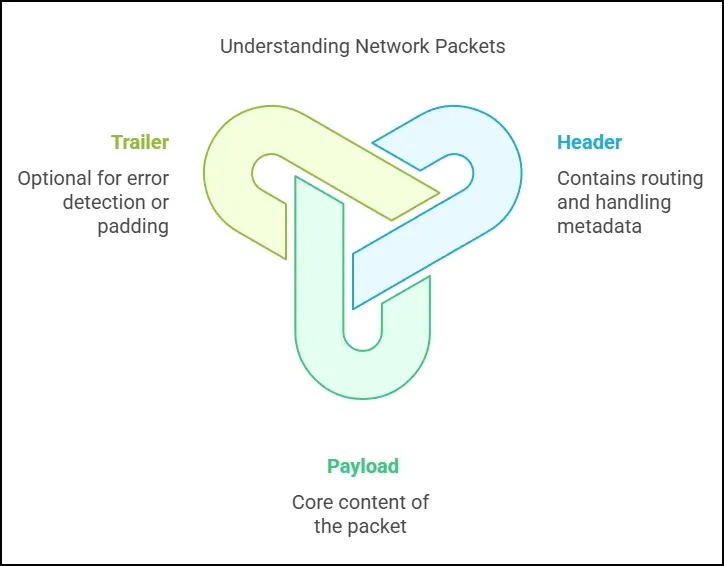 Understanding Network Packets
Trailer
Optional for error
detection or
padding
Header
Contains routing
and handling
metadata
Payload
Core content of
the packet